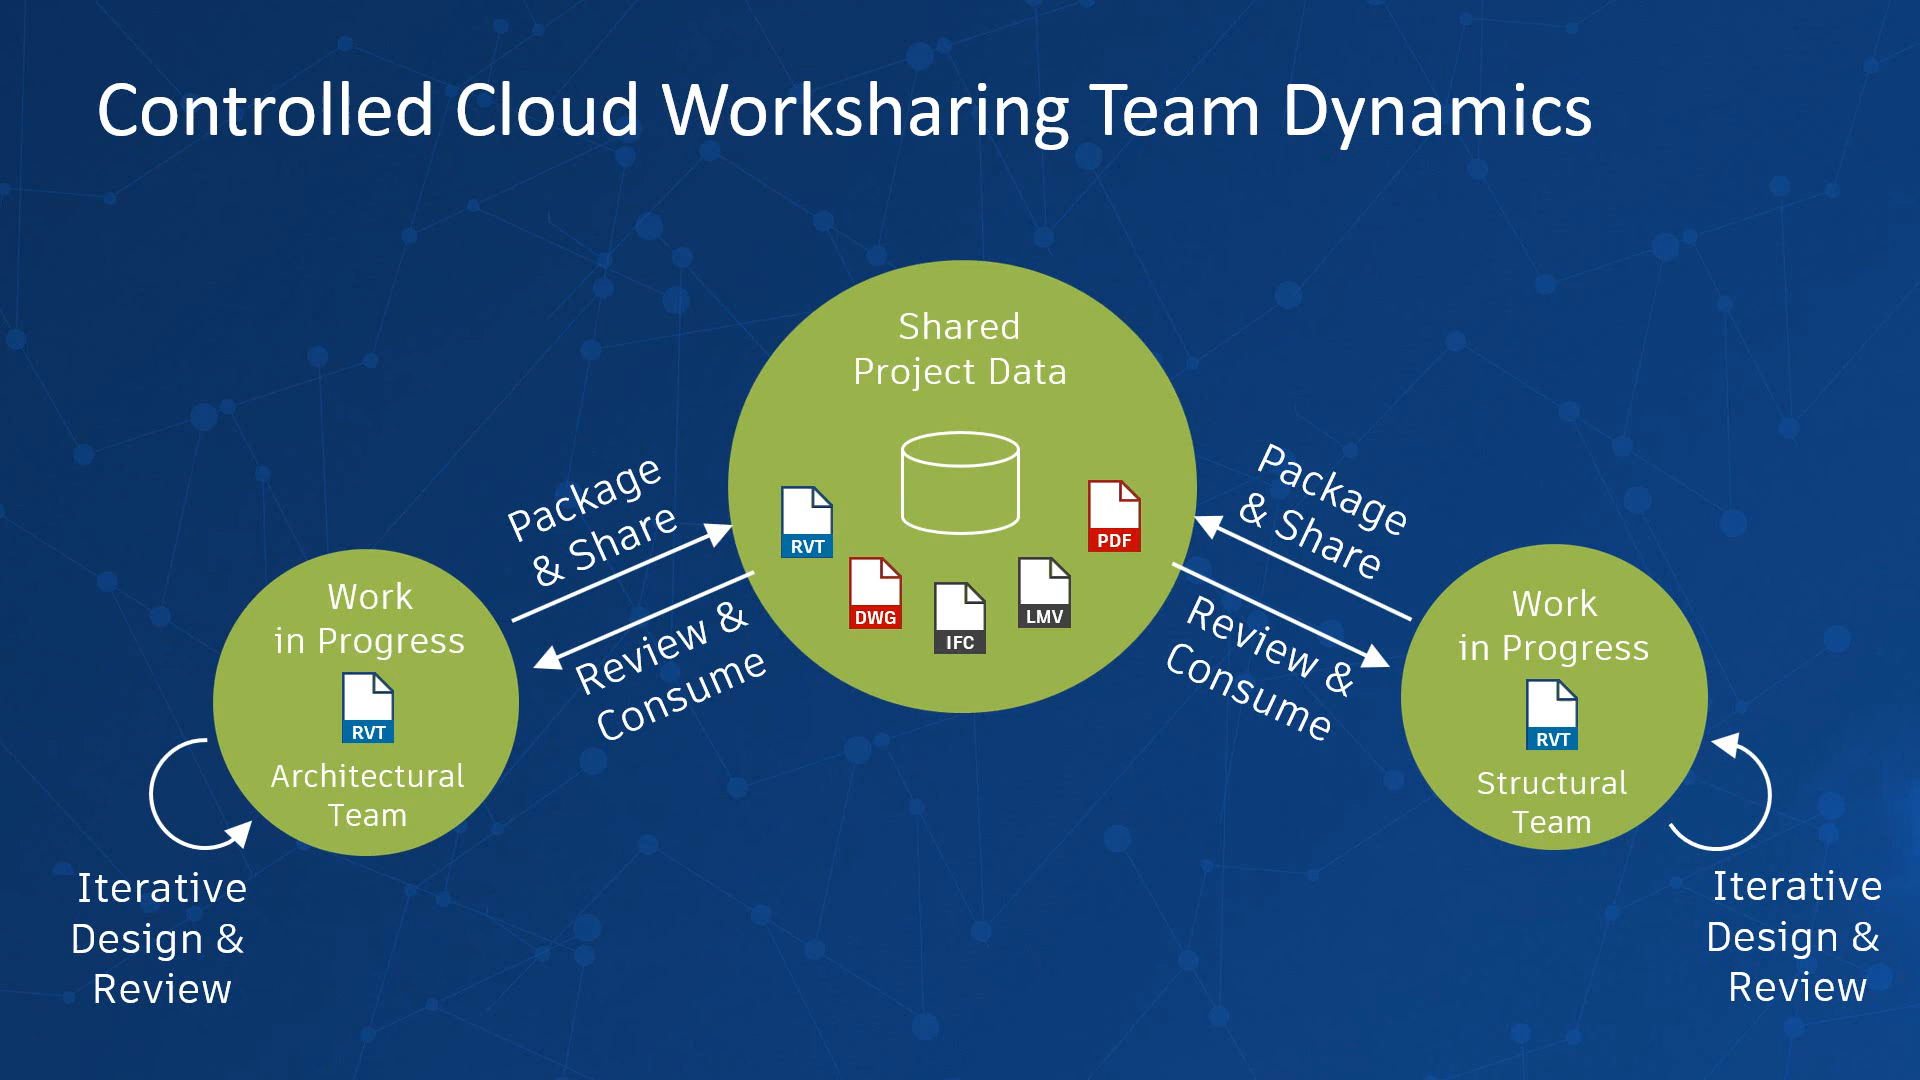 Controlled Cloud Worksharing Team Dynamics
Shared
Project Data
RVT
DWG
IFC
LMV
PDF
Package
& Share
Review &
Consume
Package
& Share
Review &
Consume
Work
in Progress
RVT
Architectural
Team
Iterative
Design &
Review
Work
in Progress
RVT
Structural
Team
Iterative
Design &
Review